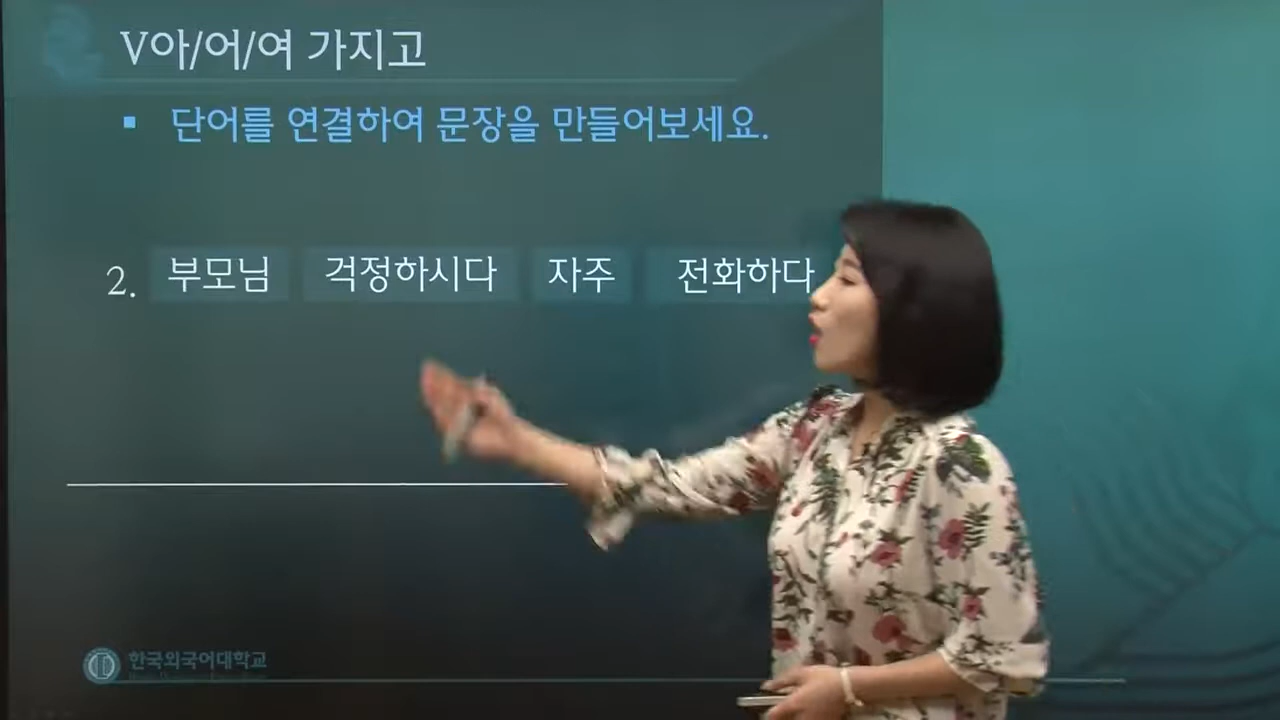 V아/어/여 가지고
▪ 단어를 연결하여 문장을 만들어보세요.
2. 부모님 걱정하시다 자주 전화하다
한국외국어대학교